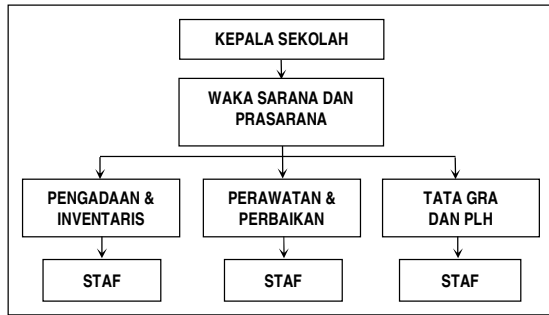 KEPALA SEKOLAH
WAKA SARANA DAN
PRASARANA
PENGADAAN &
INVENTARIS
PERAWATAN &
PERBAIKAN
TATA GRA
DAN PLH
STAF
STAF
STAF